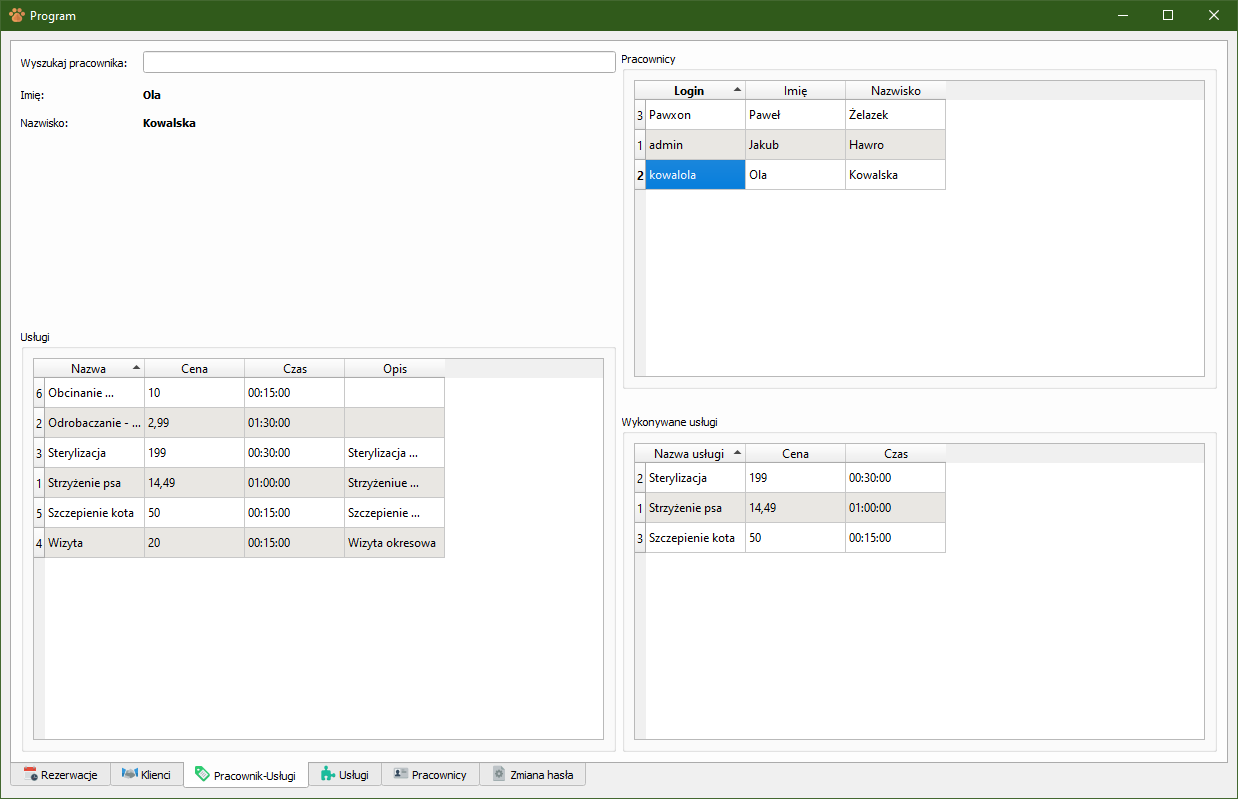 Program
Wyszukaj pracownika:
Imię: Ola
Nazwisko: Kowalska
Pracownicy
Login Imię Nazwisko
3 Pawxon Paweł Żelazek
1 admin Jakub Hawro
2 kowalola Ola Kowalska
Usługi
Nazwa Cena Czas Opis
6 Obcinanie ... 10 00:15:00
2 Odrobaczanie - ... 2,99 01:30:00
3 Sterylizacja 199 00:30:00 Sterylizacja ...
1 Strzyżenie psa 14,49 01:00:00 Strzyżeniue ...
5 Szczepienie kota 50 00:15:00 Szczepienie ...
4 Wizyta 20 00:15:00 Wizyta okresowa
Wykonywane usługi
Nazwa usługi Cena Czas
2 Sterylizacja 199 00:30:00
1 Strzyżenie psa 14,49 01:00:00
3 Szczepienie kota 50 00:15:00
Rezerwacje Klienci Pracownik-Usługi Usługi Pracownicy Zmiana hasła